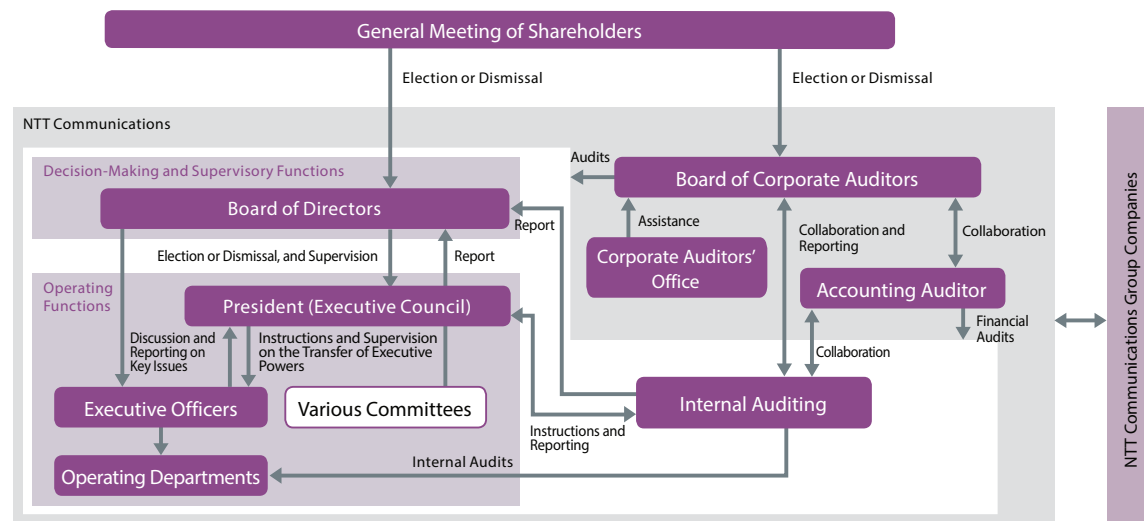 General Meeting of Shareholders
Election or Dismissal
Election or Dismissal
NTT Communications
Decision-Making and Supervisory Functions
Board of Directors
Audits
Board of Corporate Auditors
Report
Assistance
Collaboration and
Reporting
Collaboration
Election or Dismissal, and Supervision
Report
Corporate Auditors'
Office
Operating
Functions
President (Executive Council)
Accounting Auditor
Discussion and
Reporting on
Key Issues
Instructions and Supervision
on the Transfer of Executive
Powers
Financial
Audits
Collaboration
Executive Officers
Various Committees
Internal Auditing
Instructions and
Reporting
Operating Departments
Internal Audits
NTT Communications Group Companies